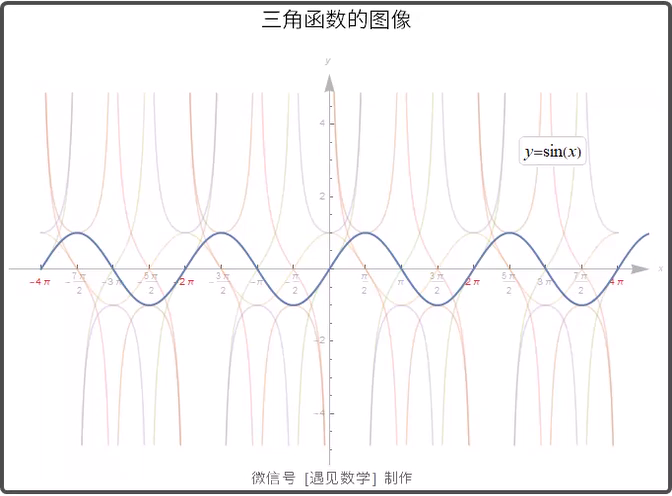 三角函数的图像
y
4
y=sin(x)
2
-4π -7π/2 -3π -5π/2 -2π -3π/2 -π -π/2 π/2 π 3π/2 2π 5π/2 3π 7π/2 4π x
-2
-4
微信号 [遇见数学] 制作